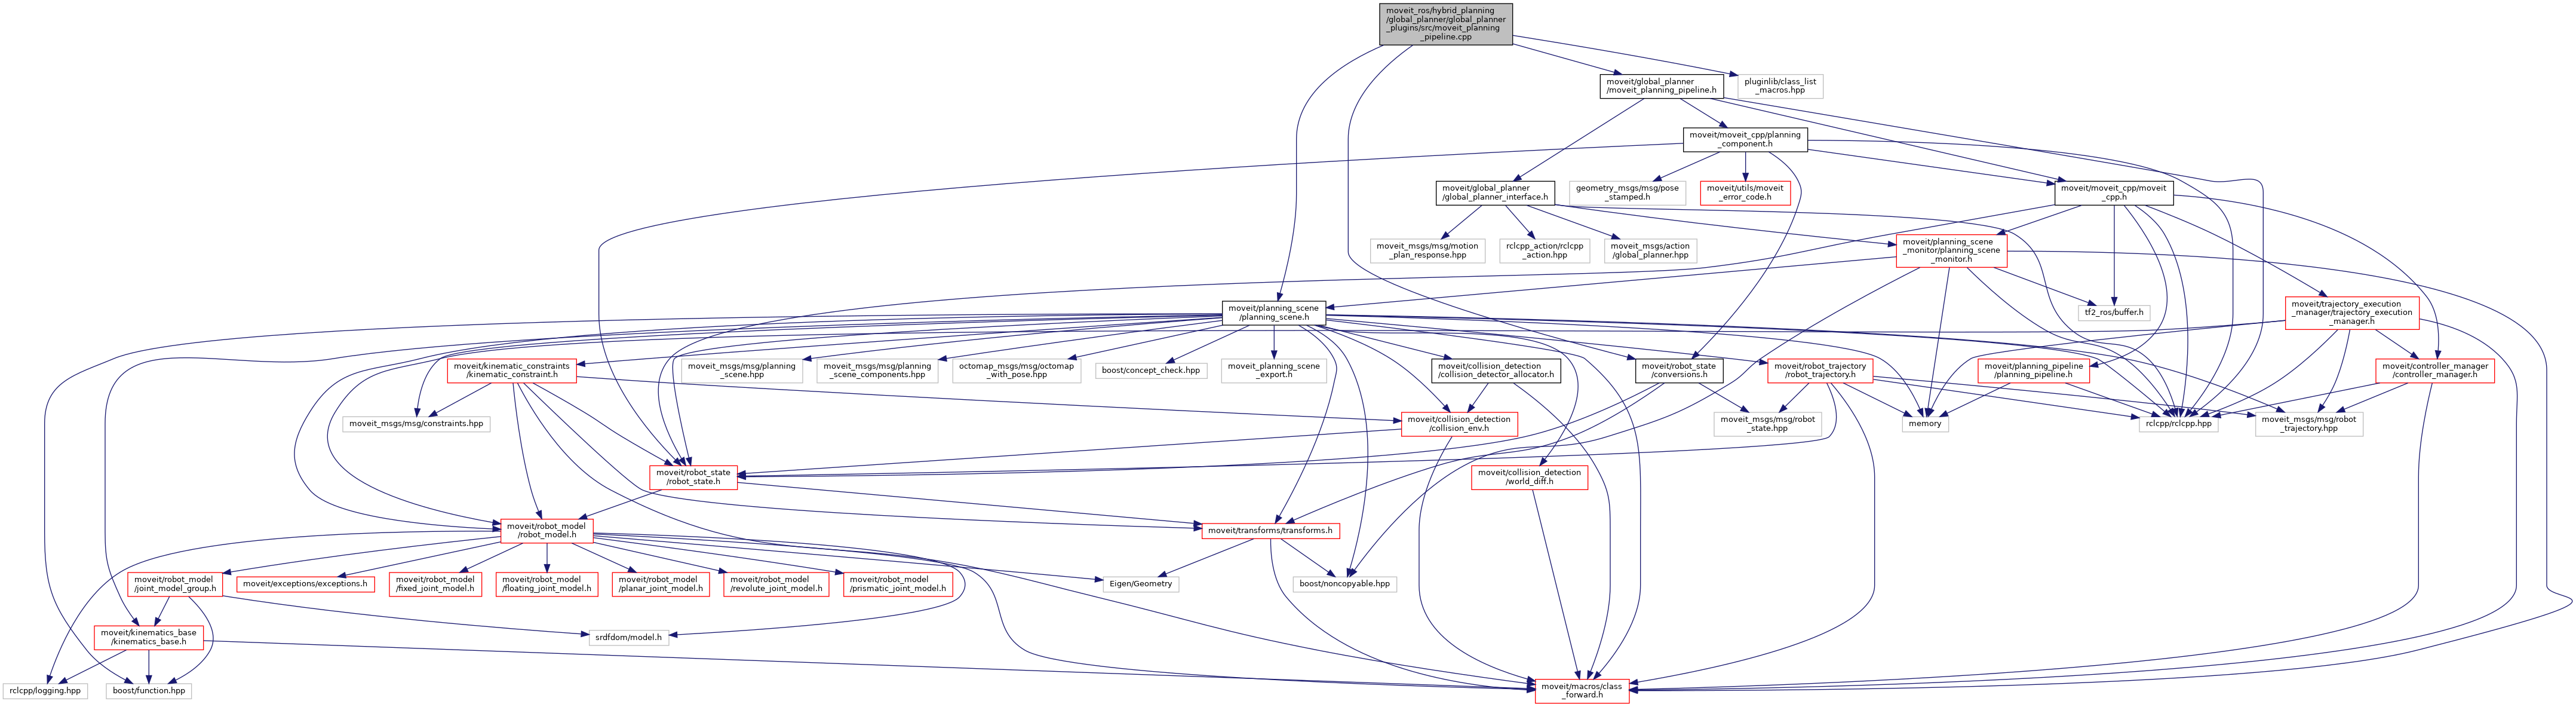 moveit_ros/hybrid_planning
/global_planner/global_planner
_plugins/src/moveit_planning
_pipeline.cpp
moveit/global_planner
/moveit_planning_pipeline.h
pluginlib/class_list
_macros.hpp
moveit/moveit_cpp/planning
_component.h
moveit/global_planner
/global_planner_interface.h
geometry_msgs/msg/pose
_stamped.h
moveit/utils/moveit
_error_code.h
moveit/moveit_cpp/moveit
_cpp.h
moveit_msgs/msg/motion
_plan_response.hpp
rclcpp_action/rclcpp
_action.hpp
moveit_msgs/action
/global_planner.hpp
moveit/planning_scene
_monitor/planning_scene
_monitor.h
moveit/planning_scene
/planning_scene.h
tf2_ros/buffer.h
moveit/trajectory_execution
_manager/trajectory_execution
_manager.h
moveit/kinematic_constraints
/kinematic_constraint.h
moveit_msgs/msg/planning
_scene.hpp
moveit_msgs/msg/planning
_scene_components.hpp
octomap_msgs/msg/octomap
_with_pose.hpp
boost/concept_check.hpp
moveit_planning_scene
_export.h
moveit/collision_detection
/collision_detector_allocator.h
moveit/robot_state
/conversions.h
moveit/robot_trajectory
/robot_trajectory.h
moveit/planning_pipeline
/planning_pipeline.h
moveit/controller_manager
/controller_manager.h
moveit_msgs/msg/constraints.hpp
moveit/collision_detection
/collision_env.h
moveit_msgs/msg/robot
_state.hpp
memory
rclcpp/rclcpp.hpp
moveit_msgs/msg/robot
_trajectory.hpp
moveit/robot_state
/robot_state.h
moveit/collision_detection
/world_diff.h
moveit/robot_model
/robot_model.h
moveit/transforms/transforms.h
moveit/robot_model
/joint_model_group.h
moveit/exceptions/exceptions.h
moveit/robot_model
/fixed_joint_model.h
moveit/robot_model
/floating_joint_model.h
moveit/robot_model
/planar_joint_model.h
moveit/robot_model
/revolute_joint_model.h
moveit/robot_model
/prismatic_joint_model.h
Eigen/Geometry
boost/noncopyable.hpp
moveit/kinematics_base
/kinematics_base.h
srdfdom/model.h
rclcpp/logging.hpp
boost/function.hpp
moveit/macros/class
_forward.h